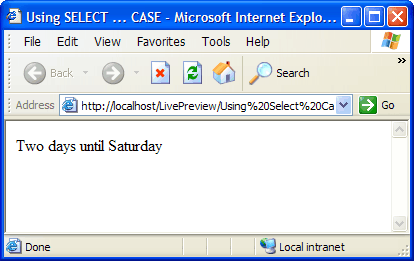 Using SELECT ... CASE - Microsoft Internet Explo...
File Edit View Favorites Tools Help
Back Search
Address http://localhost/LivePreview/Using%20Select%20Ca Go
Two days until Saturday
Done Local intranet